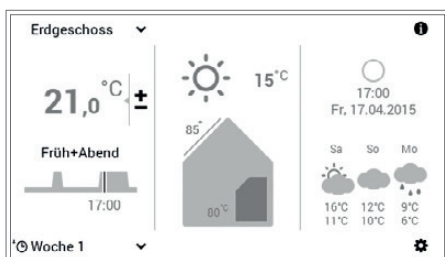 Erdgeschoss
21,0 °C
Früh+Abend
17:00
Woche 1
15°C
85°
80°C
17:00
Fr, 17.04.2015
Sa So Mo
16°C 12°C 9°C
11°C 10°C 6°C